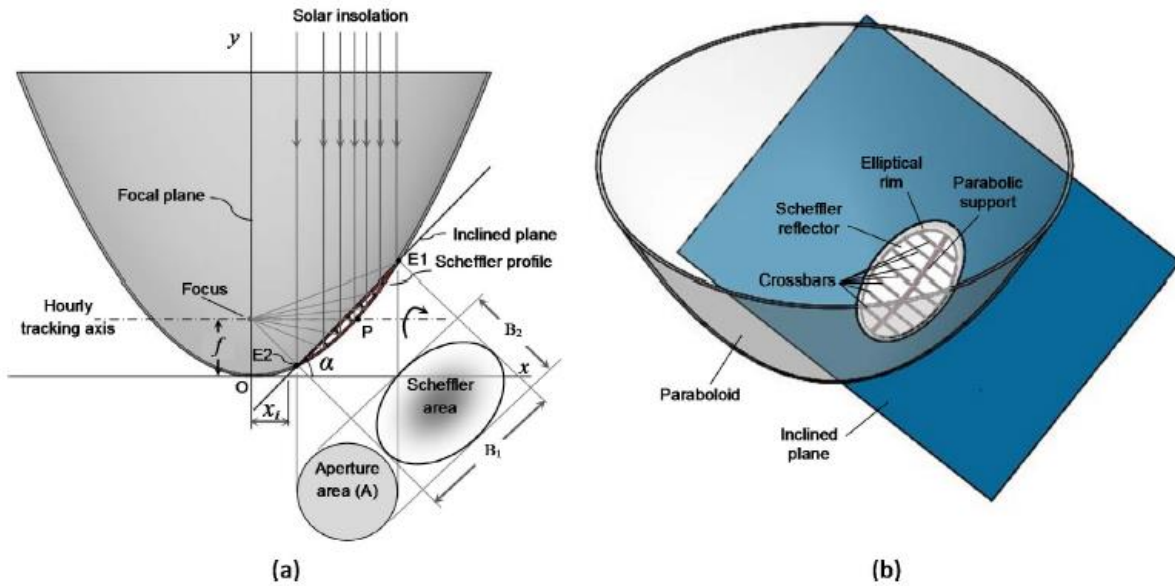 Solar insolation
y
Focal plane
Inclined plane
E1
Scheffler profile
Focus
Hourly
tracking axis
P
f
E2
α
x
O
x_i
B₂
Scheffler
area
B₁
Aperture
area (A)
(a)
Elliptical
rim
Parabolic
support
Scheffler
reflector
Crossbars
Paraboloid
Inclined
plane
(b)